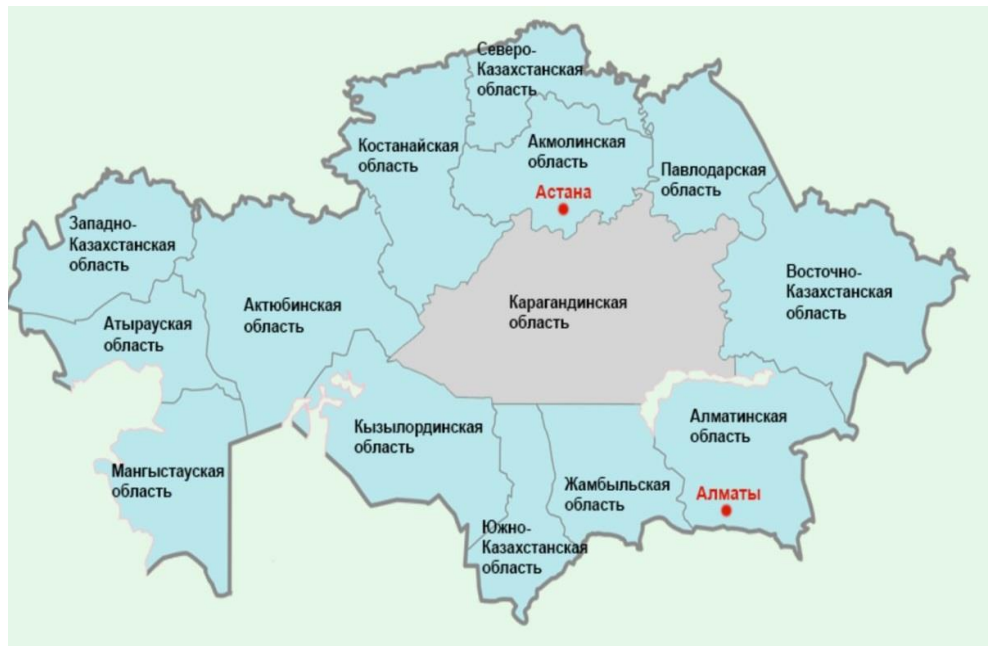 Северо-
Казахстанская
область
Костанайская
область
Акмолинская
область
Астана
Павлодарская
область
Западно-
Казахстанская
область
Атырауская
область
Актюбинская
область
Карагандинская
область
Восточно-
Казахстанская
область
Мангыстауская
область
Кызылординская
область
Южно-
Казахстанская
область
Жамбыльская
область
Алматинская
область
Алматы